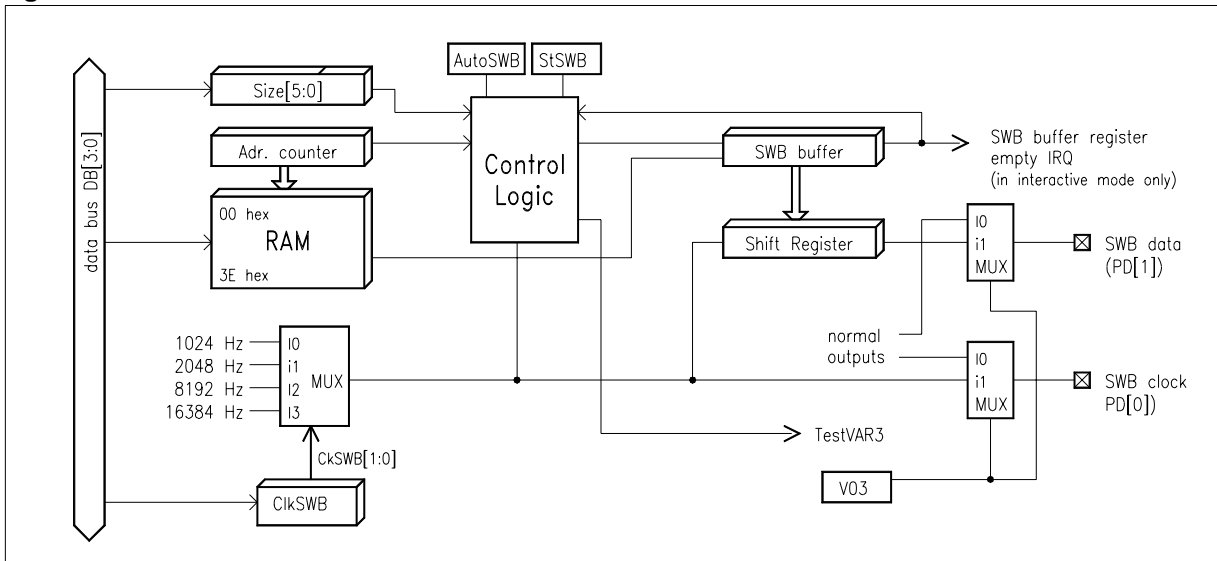 AutoSWB
StSWB
data bus DB[3:0]
Size[5:0]
Adr. counter
00 hex
RAM
3E hex
Control
Logic
SWB buffer
SWB buffer register
empty IRQ
(in interactive mode only)
Shift Register
I0
i1
MUX
SWB data
(PD[1])
normal
outputs
1024 Hz
2048 Hz
8192 Hz
16384 Hz
I0
i1
I2
I3
MUX
I0
i1
MUX
SWB clock
PD[0])
CkSWB[1:0]
ClkSWB
TestVAR3
V03